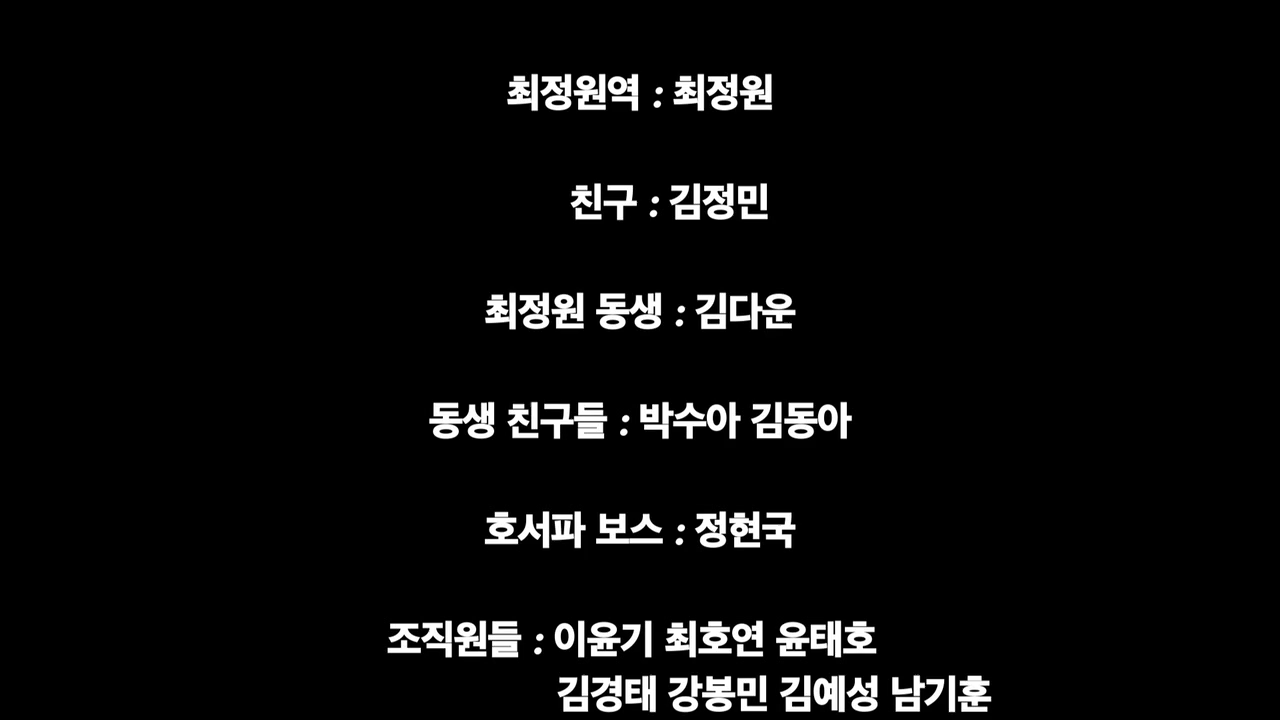 최정원역 : 최정원
친구 : 김정민
최정원 동생 : 김다운
동생 친구들 : 박수아 김동아
호서파 보스 : 정현국
조직원들 : 이윤기 최호연 윤태호
김경태 강봉민 김예성 남기훈